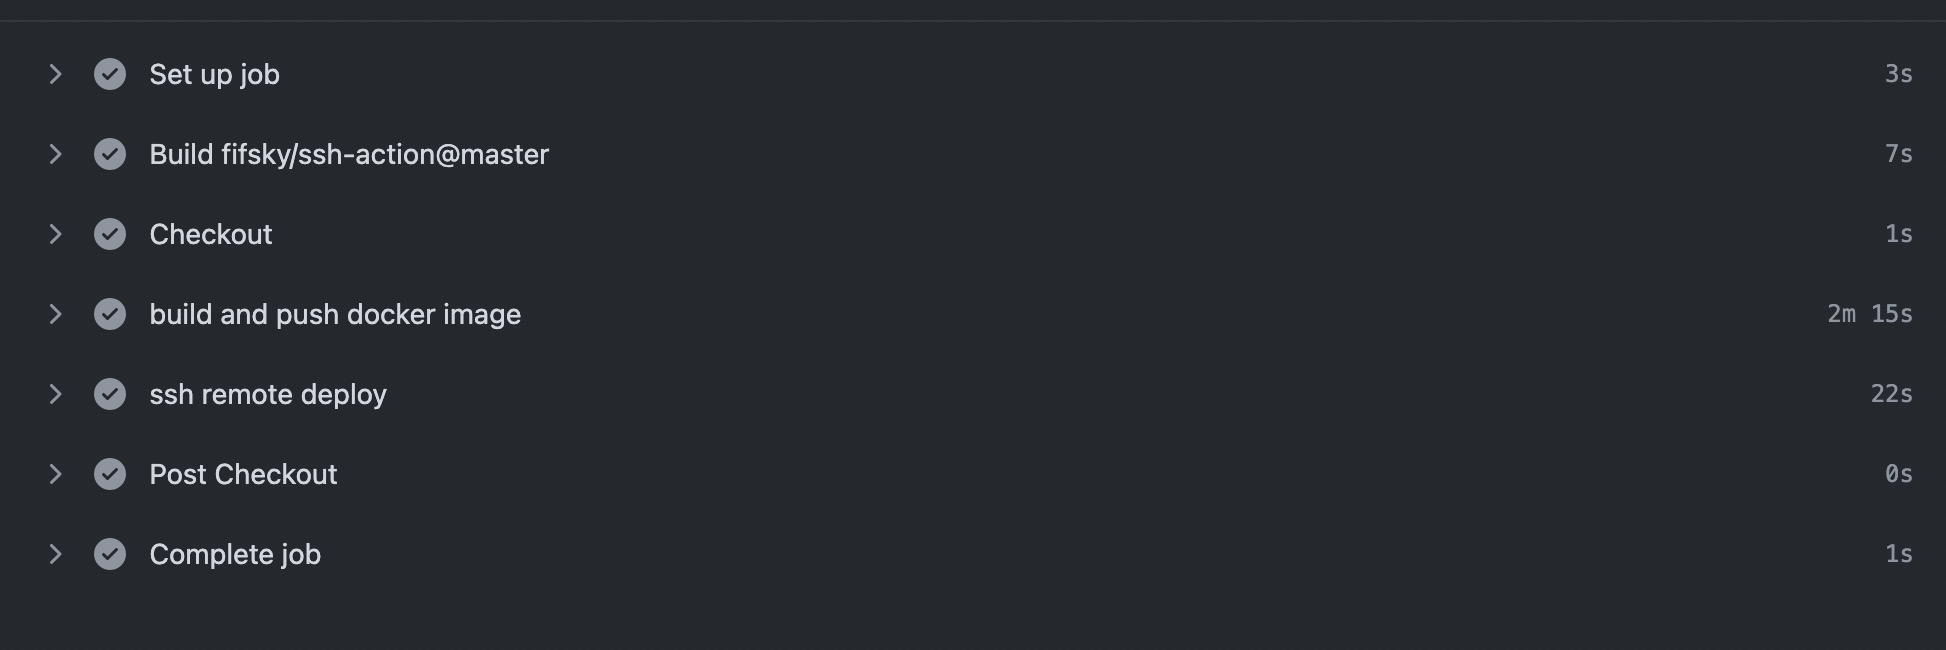 Set up job 3s
Build fifsky/ssh-action@master 7s
Checkout 1s
build and push docker image 2m 15s
ssh remote deploy 22s
Post Checkout 0s
Complete job 1s